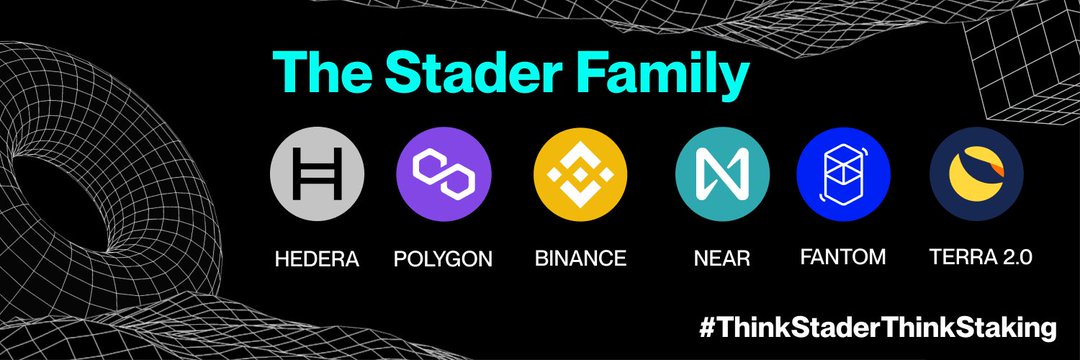 The Stader Family
HEDERA POLYGON BINANCE NEAR FANTOM TERRA 2.0
#ThinkStaderThinkStaking